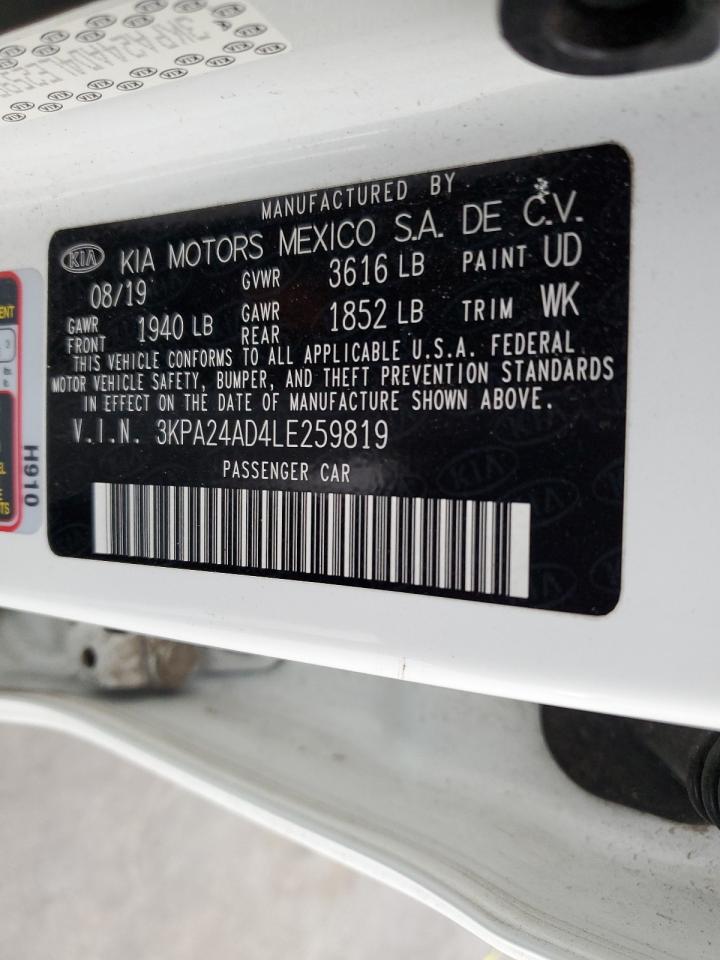 MANUFACTURED BY
KIA KIA MOTORS MEXICO S.A. DE C.V.
08/19 GVWR 3616 LB PAINT UD
GAWR FRONT 1940 LB GAWR REAR 1852 LB TRIM WK
THIS VEHICLE CONFORMS TO ALL APPLICABLE U.S.A. FEDERAL
MOTOR VEHICLE SAFETY, BUMPER, AND THEFT PREVENTION STANDARDS
IN EFFECT ON THE DATE OF MANUFACTURE SHOWN ABOVE.
V.I.N. 3KPA24AD4LE259819
PASSENGER CAR
H910